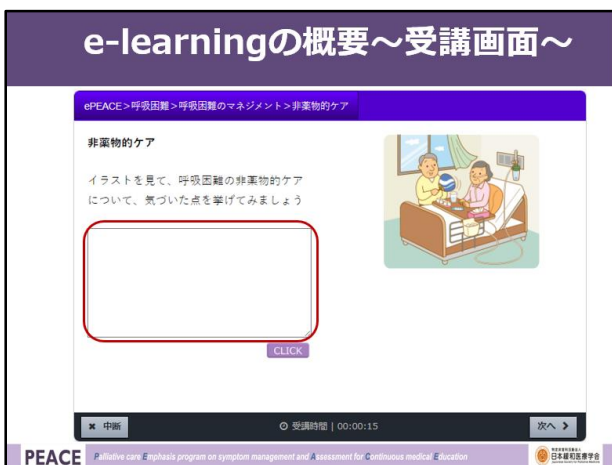 e-learningの概要～受講画面～
ePEACE>呼吸困難>呼吸困難のマネジメント>非薬物的ケア
非薬物的ケア
イラストを見て、呼吸困難の非薬物的ケア
について、気づいた点を挙げてみましょう
CLICK
× 中断
受講時間 | 00:00:15
次へ >
PEACE
Palliative care Emphasis program on symptom management and Assessment for Continuous medical Education
日本緩和医療学会